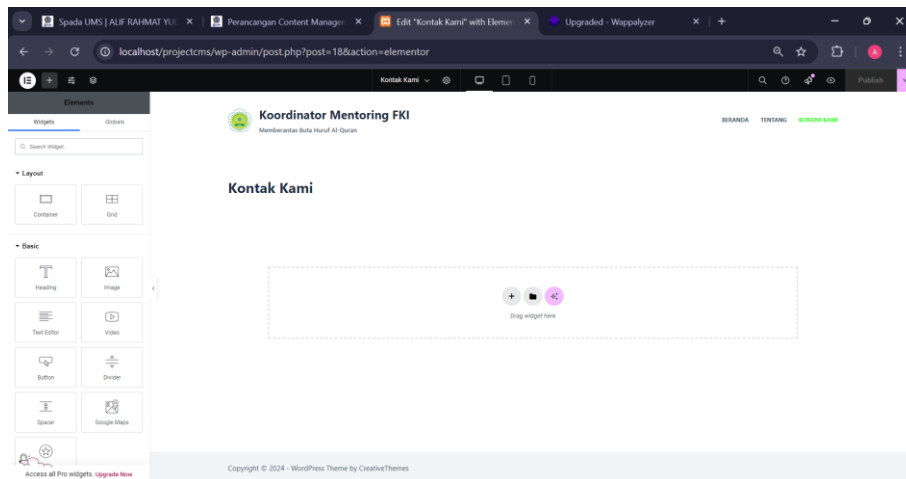 Spada UMS | ALIF RAHMAT YUI
Perancangan Content Manager
Edit "Kontak Kami" with Elemen
Upgraded - Wappalyzer
localhost/projectcms/wp-admin/post.php?post=18&action=elementor
A
Kontak Kami
Publish
Elements
Widgets
Globals
Search Widget...
Layout
Container
Grid
Basic
Heading
Image
Text Editor
Video
Button
Divider
Spacer
Google Maps
Access all Pro widgets. Upgrade Now
Koordinator Mentoring FKI
Memberantas Buta Huruf Al-Quran
BERANDA TENTANG KONTAK KAMI
Kontak Kami
Drag widget here
Copyright © 2024 - WordPress Theme by CreativeThemes